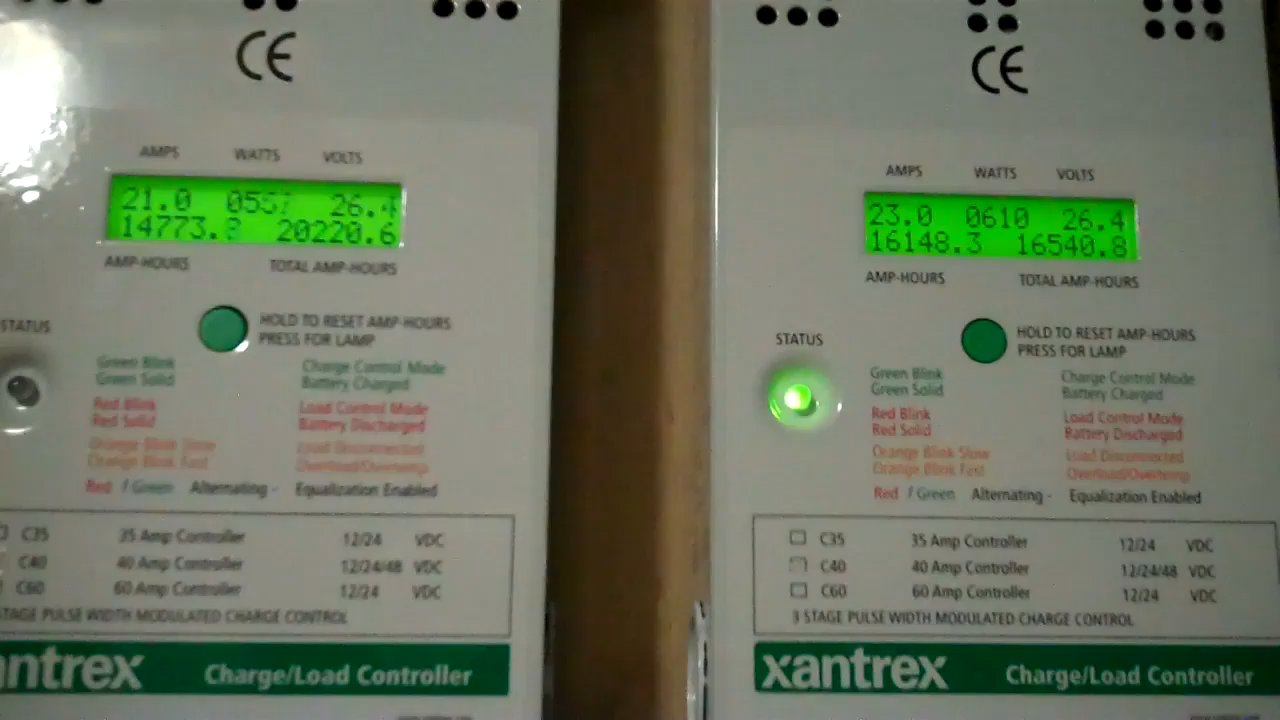 CE
AMPS WATTS VOLTS
21.0 26.4
14773. 20220.6
AMP-HOURS TOTAL AMP-HOURS
HOLD TO RESET AMP-HOURS
PRESS FOR LAMP
STATUS
Green Blink Charge Control Mode
Green Solid Battery Charged
Red Blink Load Control Mode
Red Solid Battery Discharged
Orange Blink Slow Load Disconnected
Orange Blink Fast Overload/Overtemp
Red / Green Alternating - Equalization Enabled
C35 35 Amp Controller 12/24 VDC
C40 40 Amp Controller 12/24/48 VDC
C60 60 Amp Controller 12/24 VDC
STAGE PULSE WIDTH MODULATED CHARGE CONTROL
antrex Charge/Load Controller
CE
AMPS WATTS VOLTS
23.0 0610 26.4
16148.3 16540.8
AMP-HOURS TOTAL AMP-HOURS
HOLD TO RESET AMP-HOURS
PRESS FOR LAMP
STATUS
Green Blink Charge Control Mode
Green Solid Battery Charged
Red Blink Load Control Mode
Red Solid Battery Discharged
Orange Blink Slow Load Disconnected
Orange Blink Fast Overload/Overtemp
Red / Green Alternating - Equalization Enabled
C35 35 Amp Controller 12/24 VDC
C40 40 Amp Controller 12/24/48 VDC
C60 60 Amp Controller 12/24 VDC
3 STAGE PULSE WIDTH MODULATED CHARGE CONTROL
xantrex Charge/Load Controller